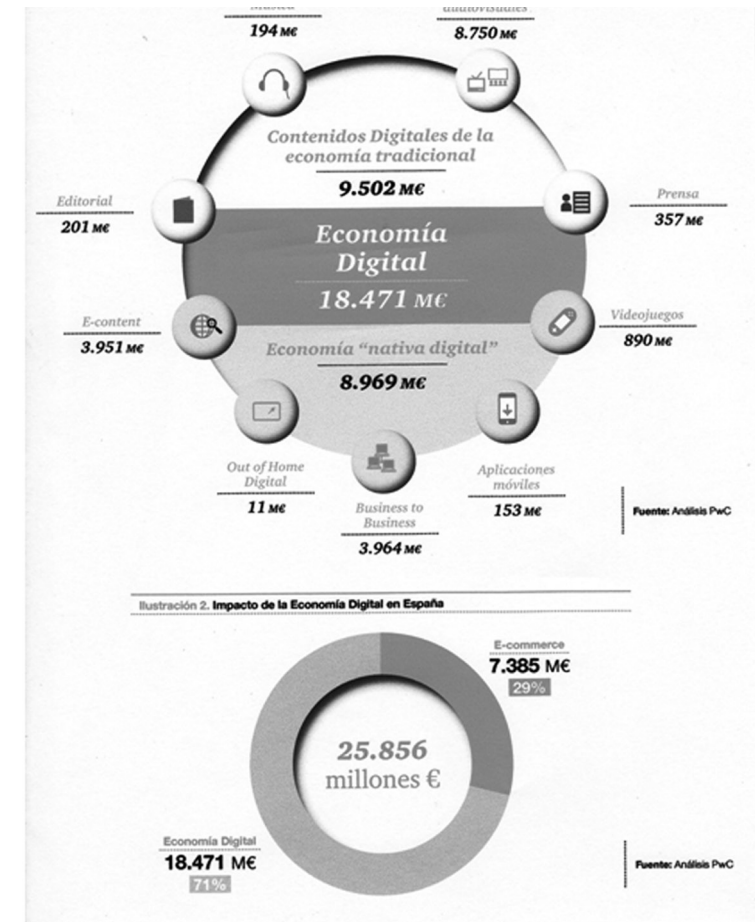 Música
194 M€
audiovisuales
8.750 M€
Contenidos Digitales de la
economía tradicional
9.502 M€
Editorial
201 M€
Prensa
357 M€
Economía
Digital
18.471 M€
E-content
3.951 M€
Videojuegos
890 M€
Economía “nativa digital”
8.969 M€
Out of Home
Digital
11 M€
Business to
Business
3.964 M€
Aplicaciones
móviles
153 M€
Fuente: Análisis PwC
Ilustración 2. Impacto de la Economía Digital en España
E-commerce
7.385 M€
29%
25.856
millones €
Economía Digital
18.471 M€
71%
Fuente: Análisis PwC